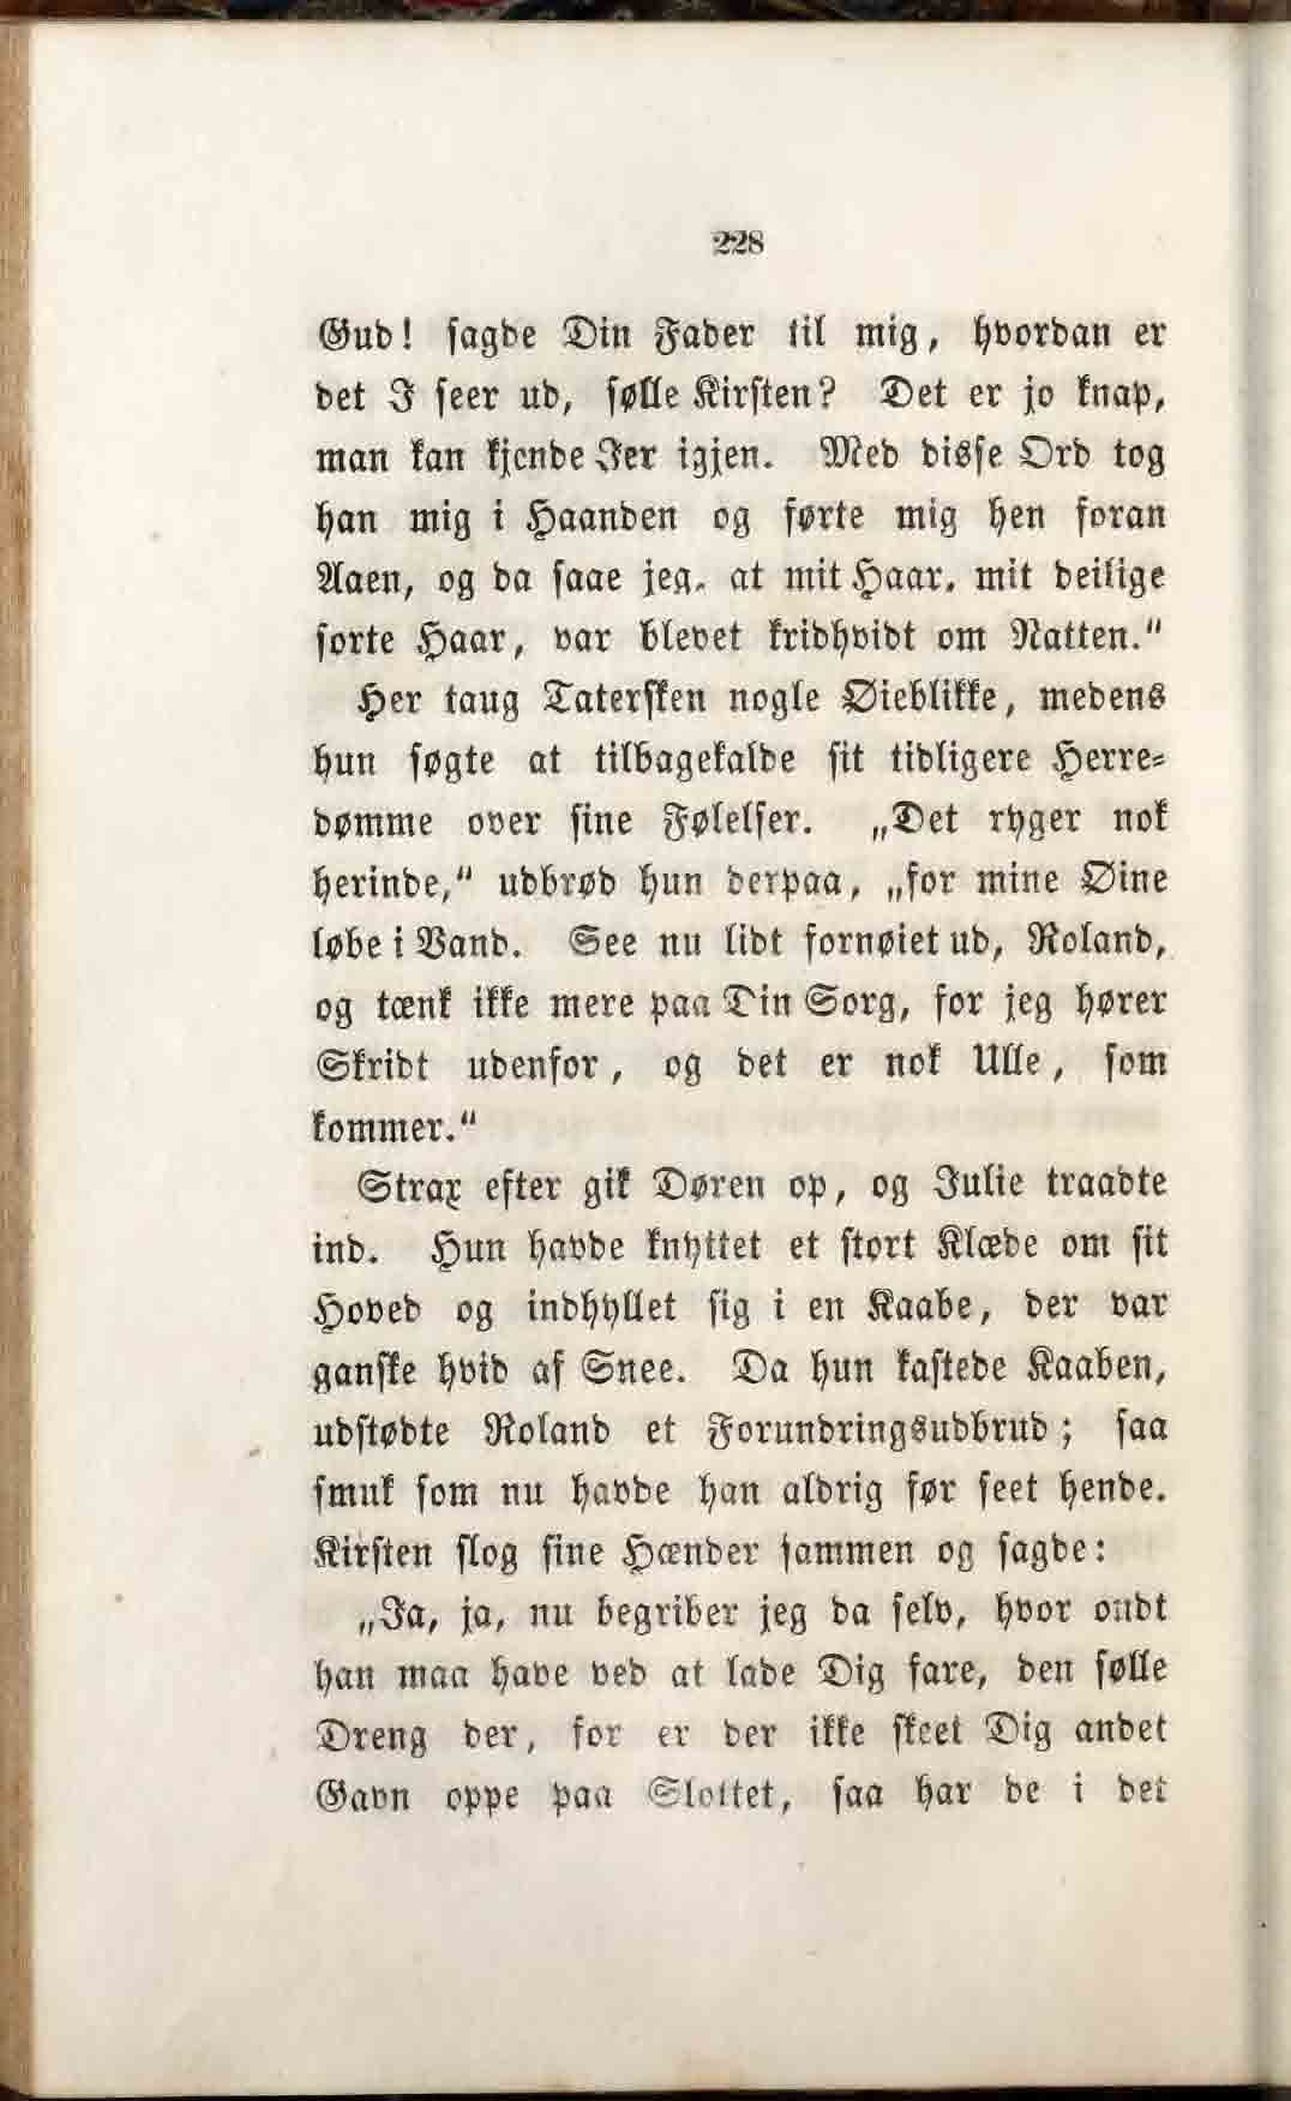 228
Gud! sagde Din Fader til mig, hvordan er
det I seer ud, sølle Kirsten? Det er jo knap,
man kan kjende Jer igjen. Med disse Ord tog
han mig i Haanden og førte mig hen foran
Aaen, og da saae jeg, at mit Haar, mit deilige
sorte Haar, var blevet kridhvidt om Natten."
Her taug Tatersken nogle Øieblikke, medens
hun søgte at tilbagekalde sit tidligere Herre-
dømme over sine Følelser. „Det ryger nok
herinde," udbrød hun derpaa, „for mine Øine
løbe i Vand. See nu lidt fornøiet ud, Roland,
og tænk ikke mere paa Din Sorg, for jeg hører
Skridt udenfor, og det er nok Ulle, som
kommer."
Strax efter gik Døren op, og Julie traadte
ind. Hun havde knyttet et stort Klæde om sit
Hoved og indhyllet sig i en Kaabe, der var
ganske hvid af Snee. Da hun kastede Kaaben,
udstødte Roland et Forundringsudbrud; saa
smuk som nu havde han aldrig før seet hende.
Kirsten slog sine Hænder sammen og sagde:
„Ja, ja, nu begriber jeg da selv, hvor ondt
han maa have ved at lade Dig fare, den sølle
Dreng der, for er der ikke skeet Dig andet
Gavn oppe paa Slottet, saa har de i det